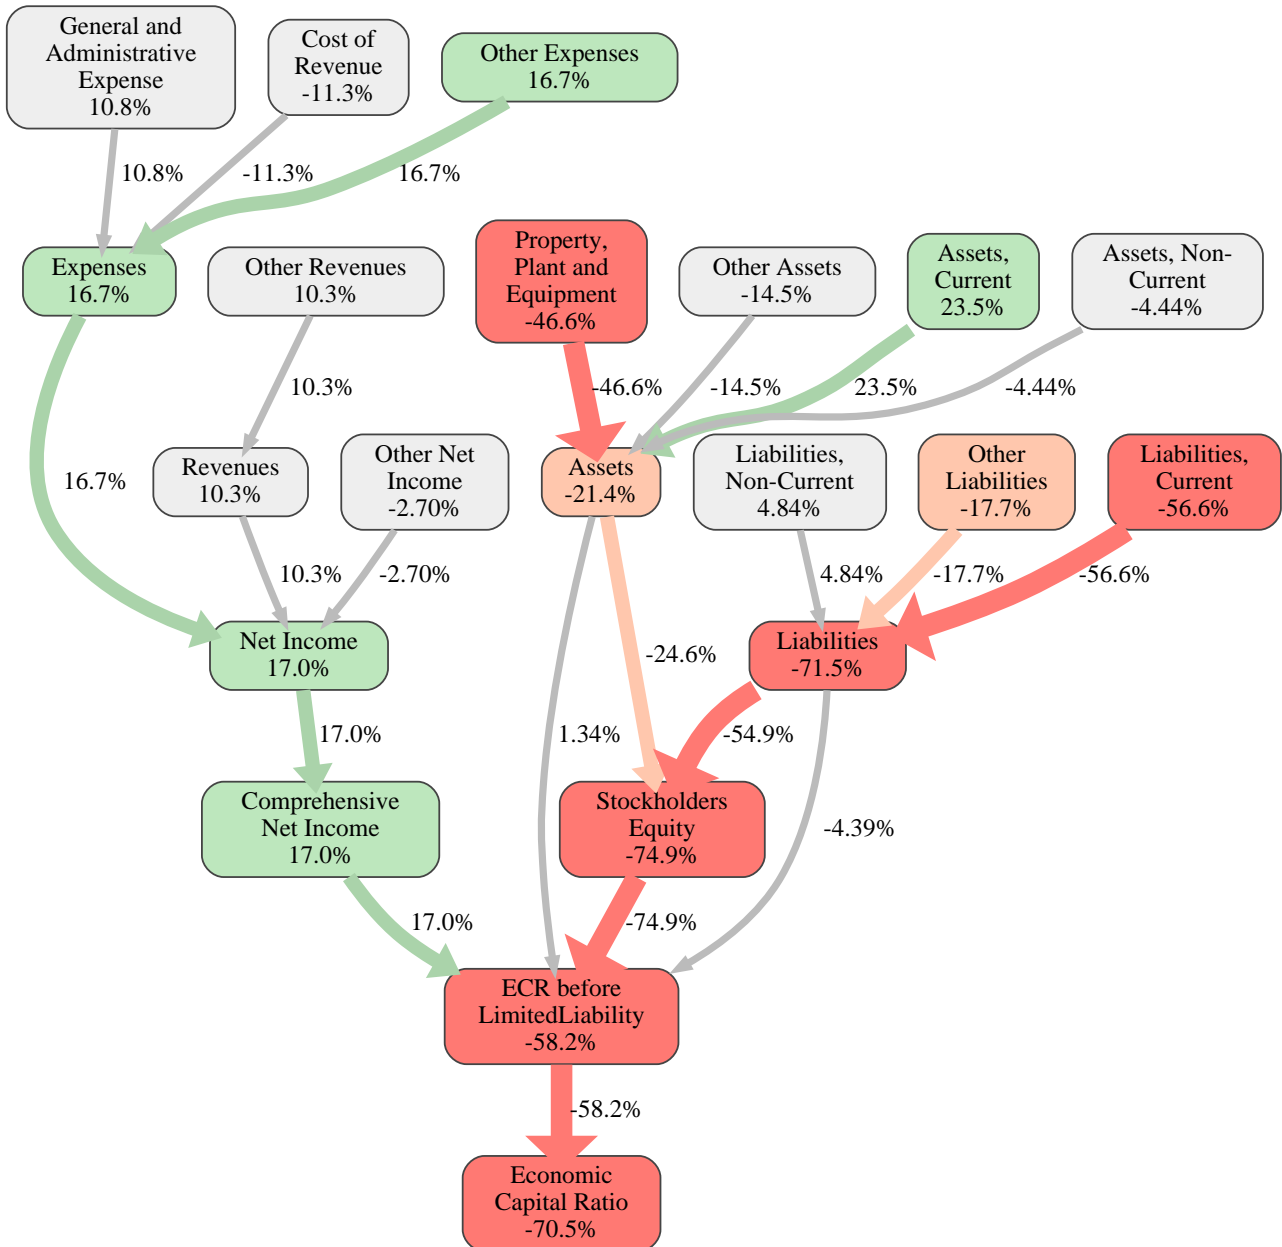 General and
Administrative
Expense
10.8%
Cost of
Revenue
-11.3%
Other Expenses
16.7%
10.8%
-11.3%
16.7%
Expenses
16.7%
Other Revenues
10.3%
Property,
Plant and
Equipment
-46.6%
Other Assets
-14.5%
Assets,
Current
23.5%
Assets, Non-
Current
-4.44%
10.3%
-46.6%
-14.5%
23.5%
-4.44%
16.7%
Revenues
10.3%
Other Net
Income
-2.70%
Assets
-21.4%
Liabilities,
Non-Current
4.84%
Other
Liabilities
-17.7%
Liabilities,
Current
-56.6%
10.3%
-2.70%
4.84%
-17.7%
-56.6%
Net Income
17.0%
-24.6%
Liabilities
-71.5%
17.0%
1.34%
-54.9%
Comprehensive
Net Income
17.0%
Stockholders
Equity
-74.9%
-4.39%
17.0%
-74.9%
ECR before
LimitedLiability
-58.2%
-58.2%
Economic
Capital Ratio
-70.5%